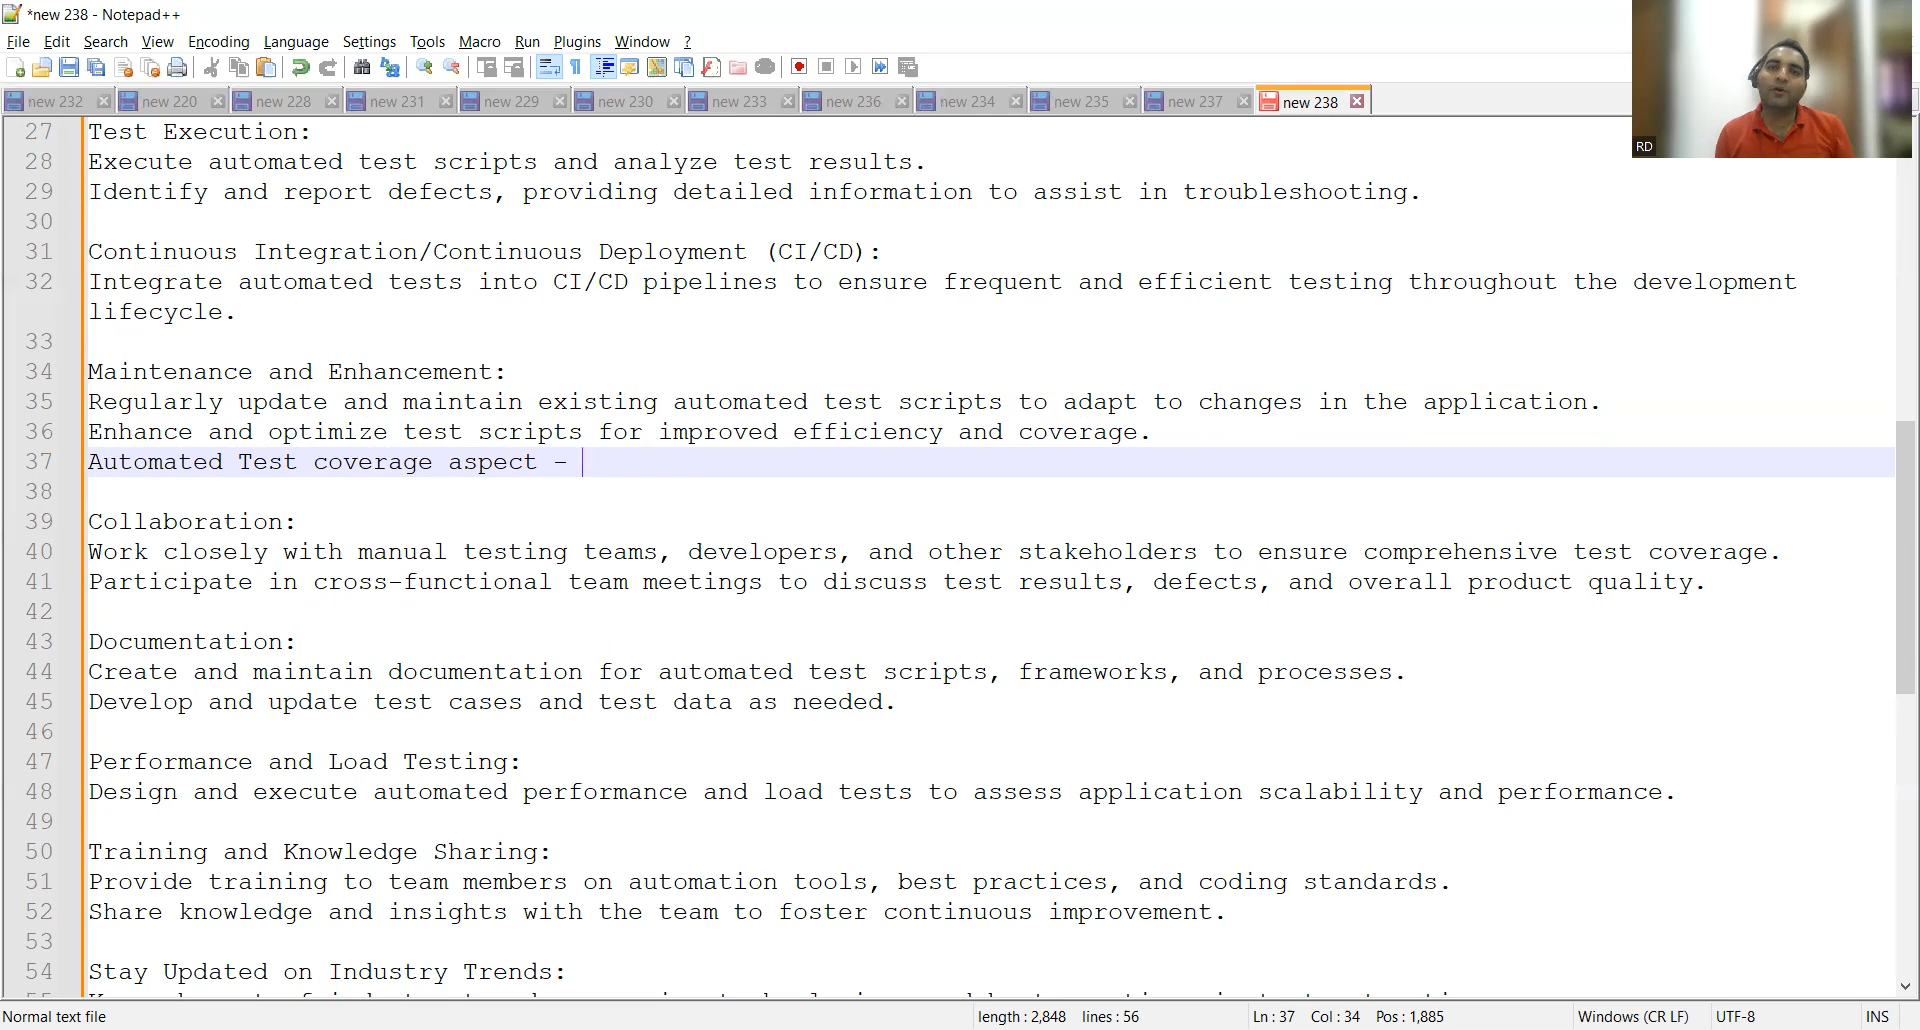 *new 238 - Notepad++
File Edit Search View Encoding Language Settings Tools Macro Run Plugins Window ?
new 232 new 220 new 228 new 231 new 229 new 230 new 233 new 236 new 234 new 235 new 237 new 238
RD
27 Test Execution:
28 Execute automated test scripts and analyze test results.
29 Identify and report defects, providing detailed information to assist in troubleshooting.
30
31 Continuous Integration/Continuous Deployment (CI/CD):
32 Integrate automated tests into CI/CD pipelines to ensure frequent and efficient testing throughout the development
lifecycle.
33
34 Maintenance and Enhancement:
35 Regularly update and maintain existing automated test scripts to adapt to changes in the application.
36 Enhance and optimize test scripts for improved efficiency and coverage.
37 Automated Test coverage aspect -
38
39 Collaboration:
40 Work closely with manual testing teams, developers, and other stakeholders to ensure comprehensive test coverage.
41 Participate in cross-functional team meetings to discuss test results, defects, and overall product quality.
42
43 Documentation:
44 Create and maintain documentation for automated test scripts, frameworks, and processes.
45 Develop and update test cases and test data as needed.
46
47 Performance and Load Testing:
48 Design and execute automated performance and load tests to assess application scalability and performance.
49
50 Training and Knowledge Sharing:
51 Provide training to team members on automation tools, best practices, and coding standards.
52 Share knowledge and insights with the team to foster continuous improvement.
53
54 Stay Updated on Industry Trends:
Normal text file length : 2,848 lines : 56 Ln : 37 Col : 34 Pos : 1,885 Windows (CR LF) UTF-8 INS